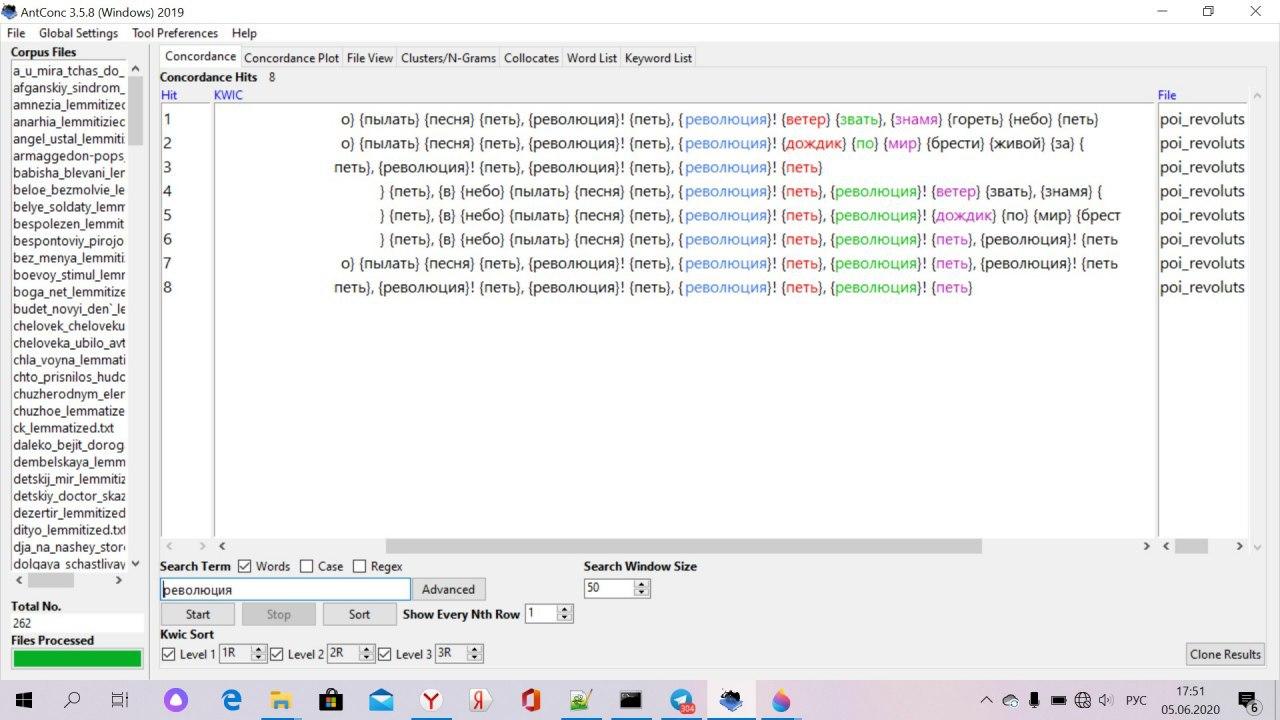 AntConc 3.5.8 (Windows) 2019
File Global Settings Tool Preferences Help
Corpus Files
a_u_mira_tchas_do_
afganskiy_sindrom_
amnezia_lemmitized
anarhia_lemmitiziec
angel_ustal_lemmiti
armaggedon-pops_
babisha_blevani_len
beloe_bezmolvie_le
belye_soldaty_lemm
bespolezen_lemmit
bespontoviy_pirojo
bez_menya_lemmiti
boevoy_stimul_lemr
boga_net_lemmitize
budet_novyi_den`_le
chelovek_cheloveku
cheloveka_ubilo_avt
chla_voyna_lemmati
chto_prisnilos_hudo
chuzherodnym_eler
chuzhoe_lemmatize
ck_lemmatized.txt
daleko_bejit_dorog
dembelskaya_lemm
detskij_mir_lemmitiz
detskiy_doctor_skaz
dezertir_lemmitized
dityo_lemmitized.txt
dja_na_nashey_stor
dolgaya schastlivay
Total No.
262
Files Processed
Concordance Concordance Plot File View Clusters/N-Grams Collocates Word List Keyword List
Concordance Hits 8
Hit KWIC File
1 о} {пылать} {песня} {петь}, {революция}! {петь}, {революция}! {ветер} {звать}, {знамя} {гореть} {небо} {петь} poi_revoluts
2 о} {пылать} {песня} {петь}, {революция}! {петь}, {революция}! {дождик} {по} {мир} {брести} {живой} {за} { poi_revoluts
3 петь}, {революция}! {петь}, {революция}! {петь}, {революция}! {петь} poi_revoluts
4 } {петь}, {в} {небо} {пылать} {песня} {петь}, {революция}! {петь}, {революция}! {ветер} {звать}, {знамя} { poi_revoluts
5 } {петь}, {в} {небо} {пылать} {песня} {петь}, {революция}! {петь}, {революция}! {дождик} {по} {мир} {брест poi_revoluts
6 } {петь}, {в} {небо} {пылать} {песня} {петь}, {революция}! {петь}, {революция}! {петь}, {революция}! {петь poi_revoluts
7 о} {пылать} {песня} {петь}, {революция}! {петь}, {революция}! {петь}, {революция}! {петь}, {революция}! {петь poi_revoluts
8 петь}, {революция}! {петь}, {революция}! {петь}, {революция}! {петь}, {революция}! {петь} poi_revoluts
Search Term Words Case Regex Search Window Size
революция Advanced 50
Start Stop Sort Show Every Nth Row 1
Kwic Sort
Level 1 1R Level 2 2R Level 3 3R Clone Results
304 РУС 17:51
05.06.2020 6